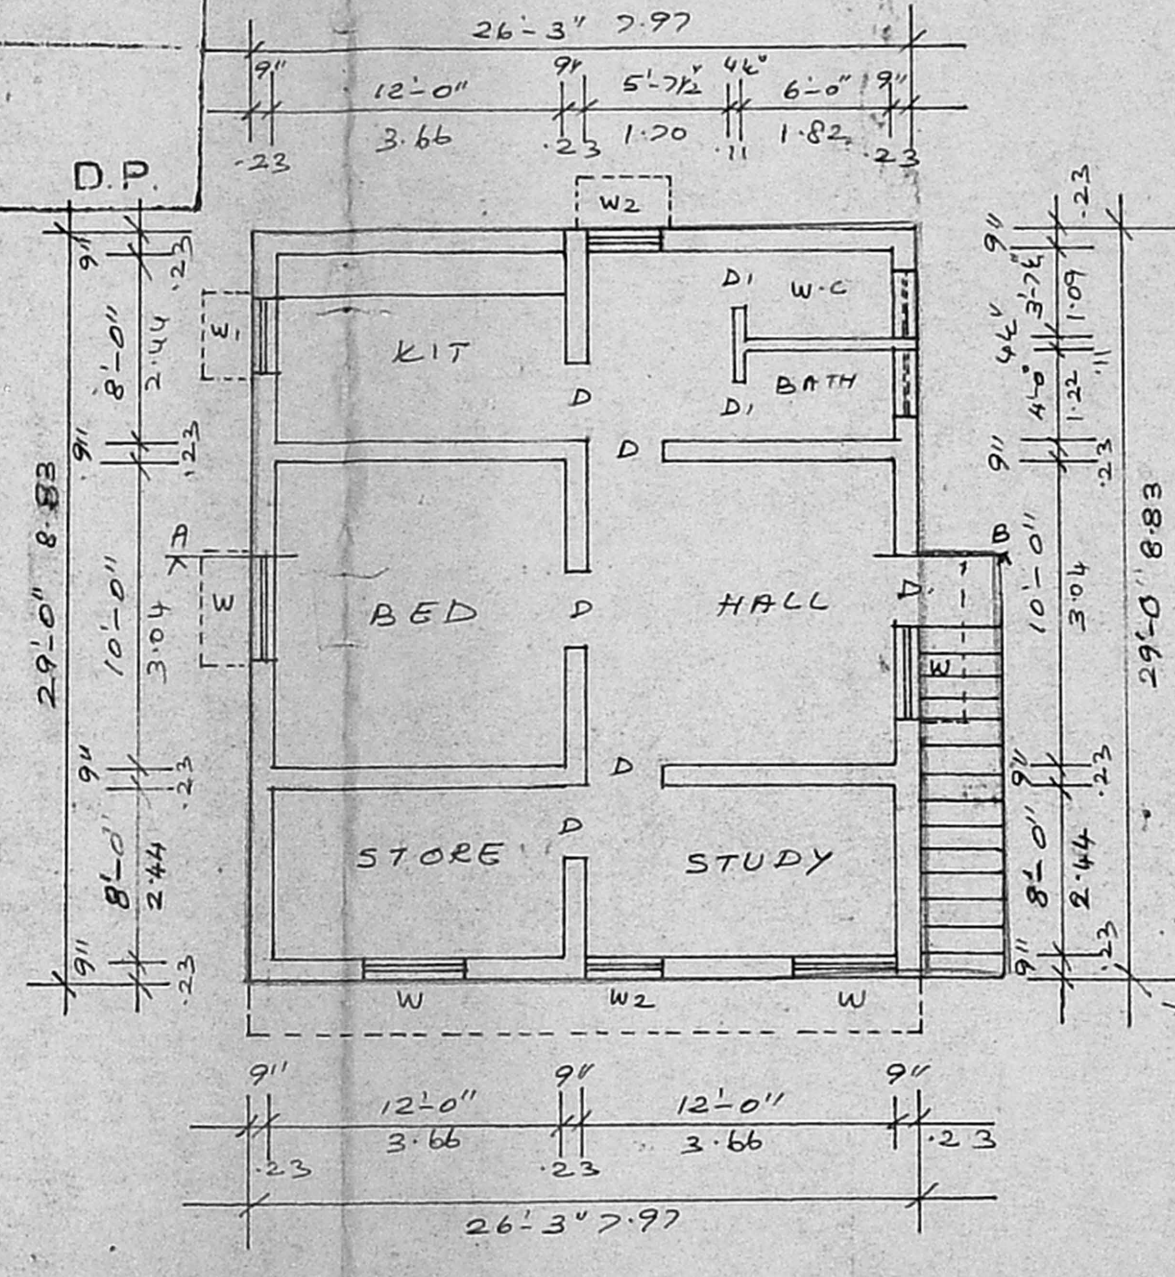 26'-3" 7.97
9" 12'-0" 9" 5'-7½" 4½" 6'-0" 9"
.23 3.66 .23 1.70 .11 1.82 .23
D.P.
W2
9" .23
8'-0" 2.44
9" .23
10'-0" 3.04
9" .23
8'-0" 2.44
9" .23
29'-0" 8.83
W1
KIT
D1
W.C
BATH
D1
D
D
A
W
BED
D
HALL
D
B
W
D
D
STORE
STUDY
W
W2
W
9" .23
3'-7½" 1.09
4½" .11
4'-0" 1.22
9" .23
10'-0" 3.04
9" .23
8'-0" 2.44
9" .23
29'-0" 8.83
9" 12'-0" 9" 12'-0" 9"
.23 3.66 .23 3.66 .23
26'-3" 7.97